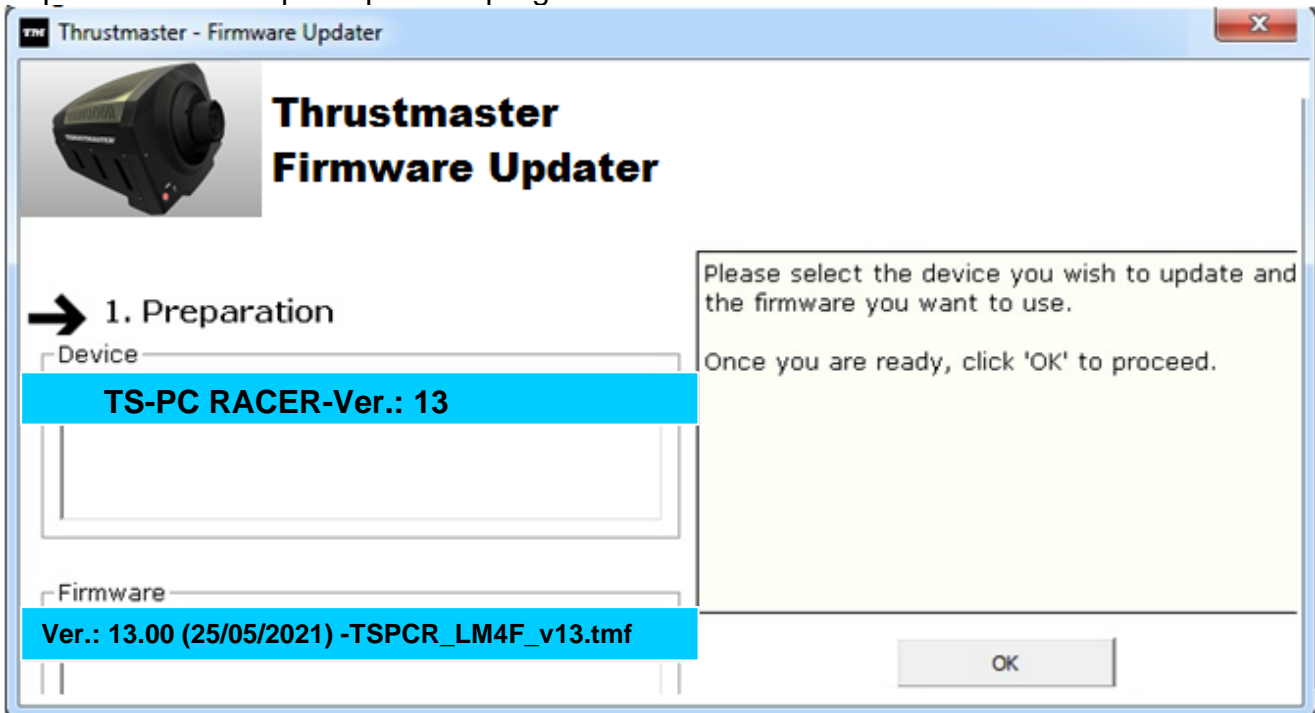 Thrustmaster - Firmware Updater
Thrustmaster
Firmware Updater
1. Preparation
Device
TS-PC RACER-Ver.: 13
Firmware
Ver.: 13.00 (25/05/2021) -TSPCR_LM4F_v13.tmf
Please select the device you wish to update and
the firmware you want to use.
Once you are ready, click 'OK' to proceed.
OK